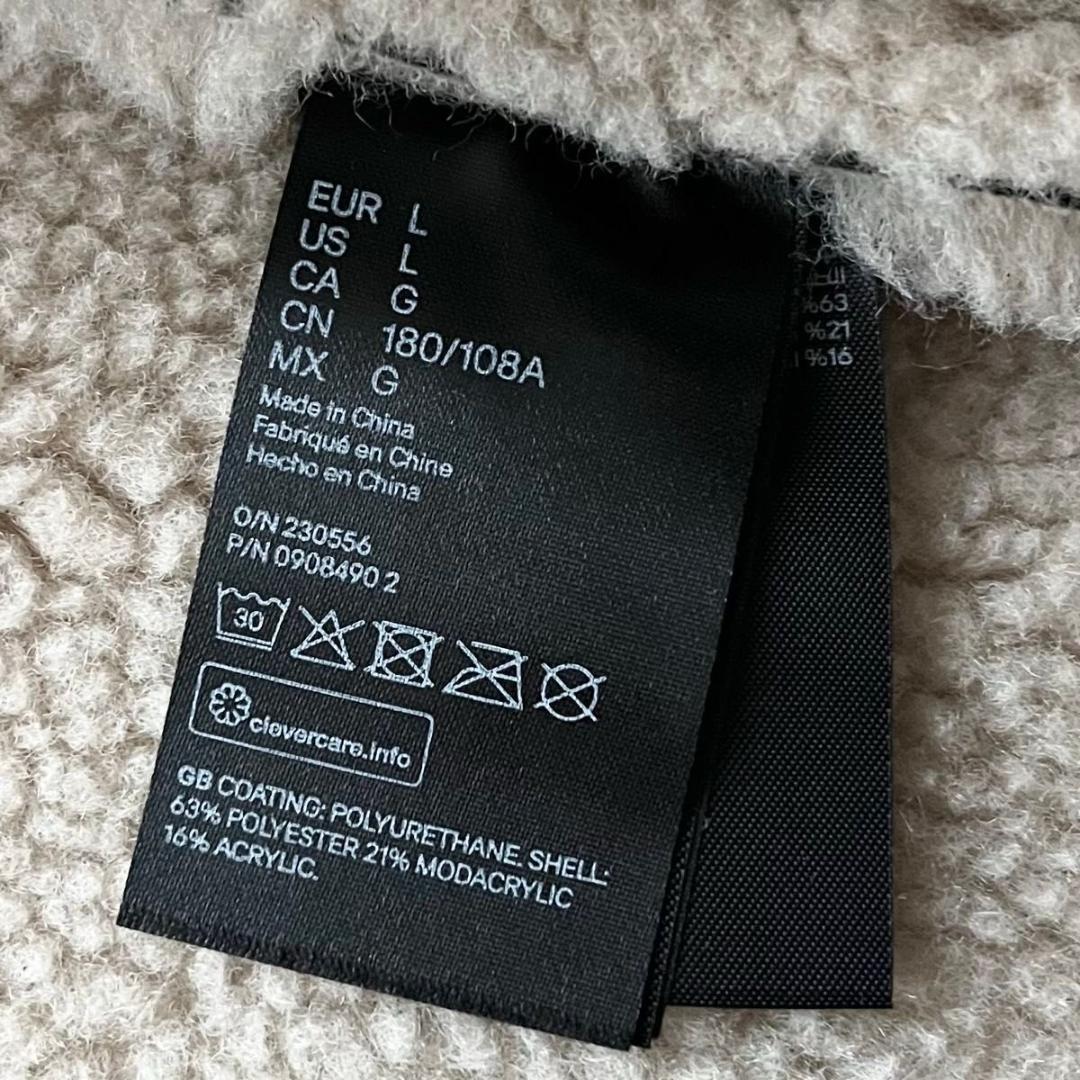 EUR L
US L
CA G
CN 180/108A
MX G
Made in China
Fabriqué en Chine
Hecho en China
O/N 230556
P/N 0908490 2
30
clevercare.info
GB COATING: POLYURETHANE. SHELL:
63% POLYESTER 21% MODACRYLIC
16% ACRYLIC.
%63
%21
%16